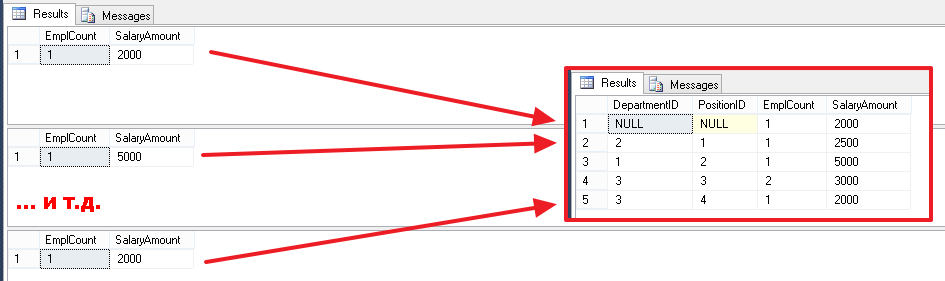 Results Messages
EmplCount SalaryAmount
1 1 2000
EmplCount SalaryAmount
1 1 5000
... и т.д.
EmplCount SalaryAmount
1 1 2000
Results Messages
DepartmentID PositionID EmplCount SalaryAmount
1 NULL NULL 1 2000
2 2 1 1 2500
3 1 2 1 5000
4 3 3 2 3000
5 3 4 1 2000